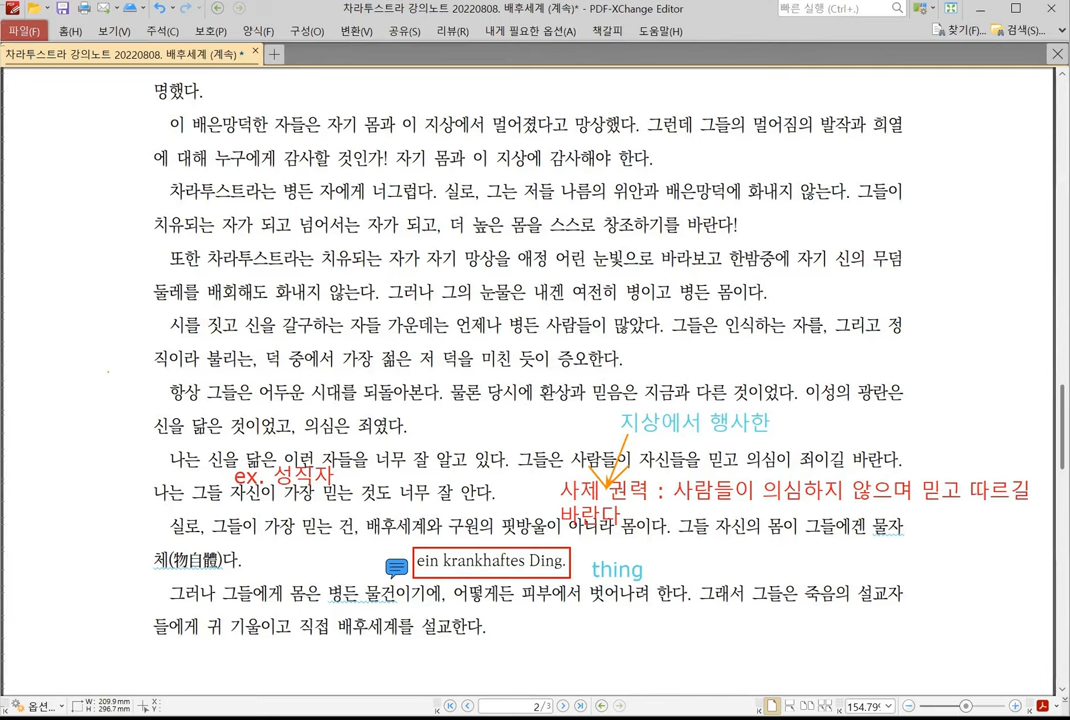 차라투스트라 강의노트 20220808. 배후세계 (계속)* - PDF-XChange Editor
빠른 실행 (Ctrl+.)
파일(F) 홈(H) 보기(V) 주석(C) 보호(P) 양식(F) 구성(O) 변환(V) 공유(S) 리뷰(R) 내게 필요한 옵션(A) 책갈피 도움말(H) 찾기(F)... 검색(S)...
차라투스트라 강의노트 20220808. 배후세계 (계속) *
명했다.
이 배은망덕한 자들은 자기 몸과 이 지상에서 멀어졌다고 망상했다. 그런데 그들의 멀어짐의 발작과 희열
에 대해 누구에게 감사할 것인가! 자기 몸과 이 지상에 감사해야 한다.
차라투스트라는 병든 자에게 너그럽다. 실로, 그는 저들 나름의 위안과 배은망덕에 화내지 않는다. 그들이
치유되는 자가 되고 넘어서는 자가 되고, 더 높은 몸을 스스로 창조하기를 바란다!
또한 차라투스트라는 치유되는 자가 자기 망상을 애정 어린 눈빛으로 바라보고 한밤중에 자기 신의 무덤
둘레를 배회해도 화내지 않는다. 그러나 그의 눈물은 내겐 여전히 병이고 병든 몸이다.
시를 짓고 신을 갈구하는 자들 가운데는 언제나 병든 사람들이 많았다. 그들은 인식하는 자를, 그리고 정
직이라 불리는, 덕 중에서 가장 젊은 저 덕을 미친 듯이 증오한다.
항상 그들은 어두운 시대를 되돌아본다. 물론 당시에 환상과 믿음은 지금과 다른 것이었다. 이성의 광란은
신을 닮은 것이었고, 의심은 죄였다.
지상에서 행사한
나는 신을 닮은 이런 자들을 너무 잘 알고 있다. 그들은 사람들이 자신들을 믿고 의심이 죄이길 바란다.
ex. 성직자
나는 그들 자신이 가장 믿는 것도 너무 잘 안다.
사제 권력 : 사람들이 의심하지 않으며 믿고 따르길
바란다
실로, 그들이 가장 믿는 건, 배후세계와 구원의 핏방울이 아니라 몸이다. 그들 자신의 몸이 그들에겐 물자
체(物自體)다.
ein krankhaftes Ding.
thing
그러나 그들에게 몸은 병든 물건이기에, 어떻게든 피부에서 벗어나려 한다. 그래서 그들은 죽음의 설교자
들에게 귀 기울이고 직접 배후세계를 설교한다.
옵션... W: 209.9 mm X:
H: 296.7 mm Y:
2 / 3
154.79%